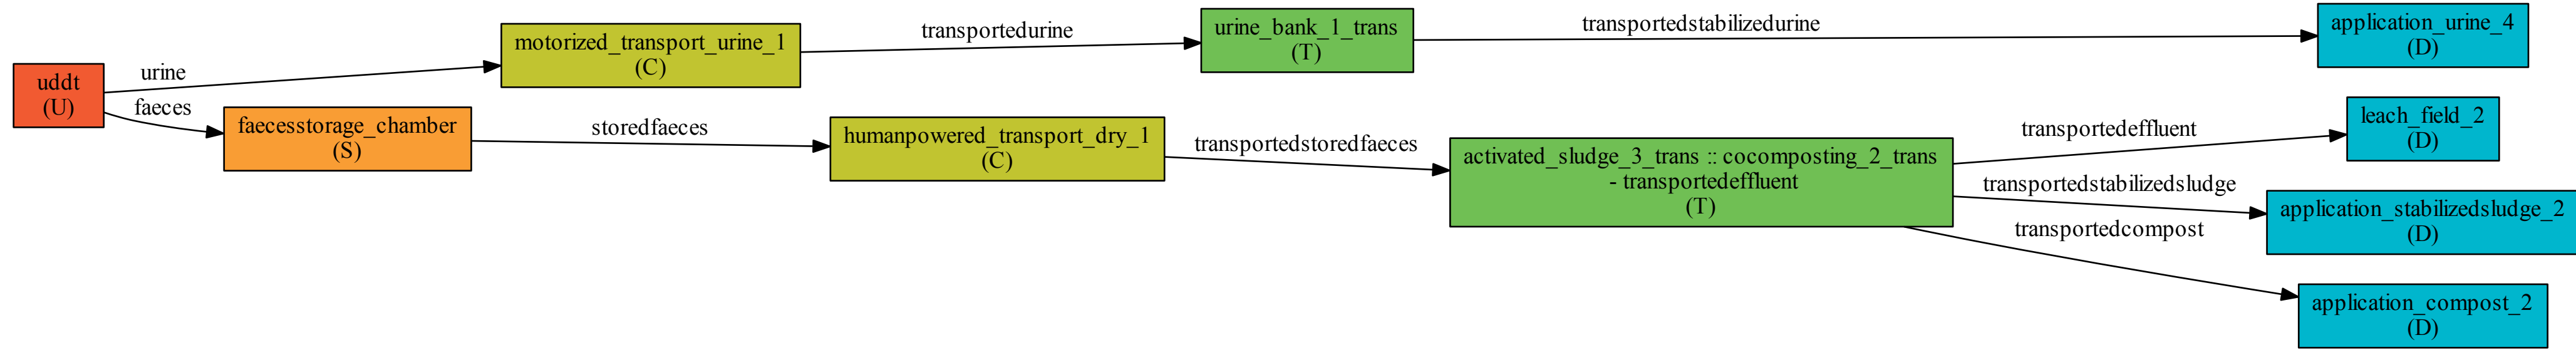 uddt
(U)
urine
faeces
motorized_transport_urine_1
(C)
transportedurine
urine_bank_1_trans
(T)
transportedstabilizedurine
application_urine_4
(D)
faecesstorage_chamber
(S)
storedfaeces
humanpowered_transport_dry_1
(C)
transportedstoredfaeces
activated_sludge_3_trans :: cocomposting_2_trans
- transportedeffluent
(T)
transportedeffluent
leach_field_2
(D)
transportedstabilizedsludge
application_stabilizedsludge_2
(D)
transportedcompost
application_compost_2
(D)